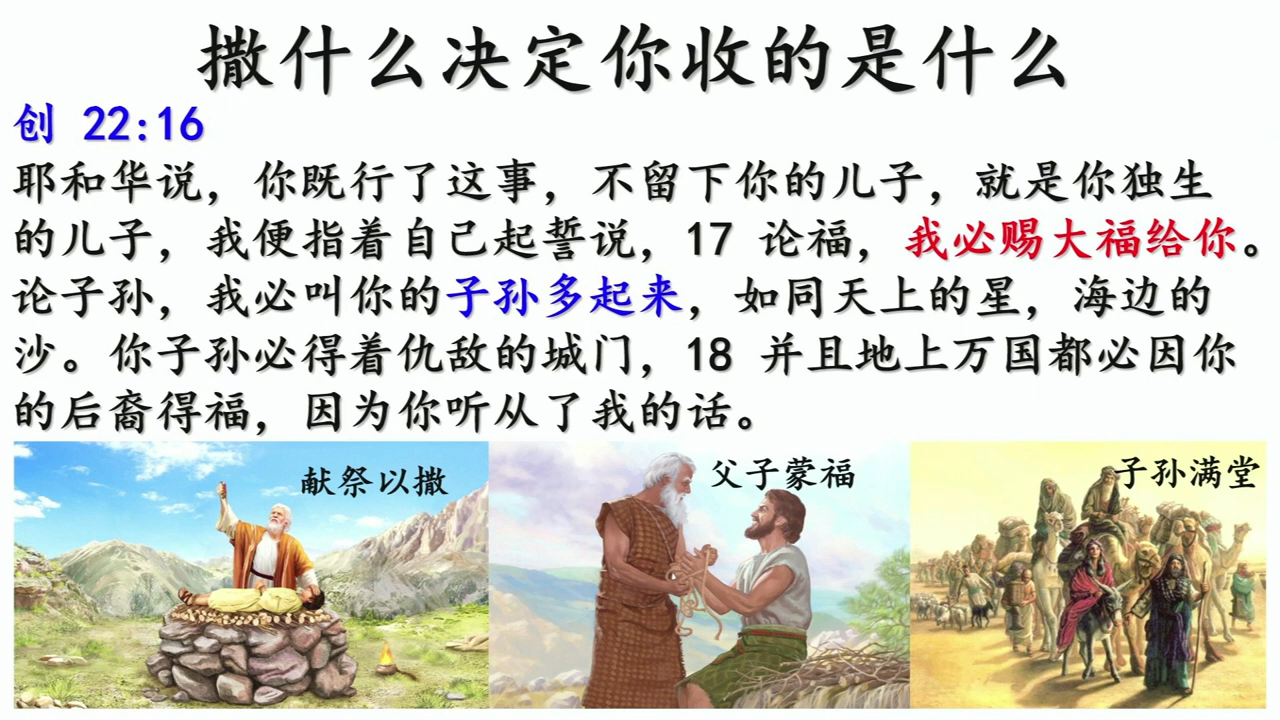 撒什么决定你收的是什么
创 22:16
耶和华说，你既行了这事，不留下你的儿子，就是你独生
的儿子，我便指着自己起誓说，17 论福，我必赐大福给你。
论子孙，我必叫你的子孙多起来，如同天上的星，海边的
沙。你子孙必得着仇敌的城门，18 并且地上万国都必因你
的后裔得福，因为你听从了我的话。
献祭以撒
父子蒙福
子孙满堂